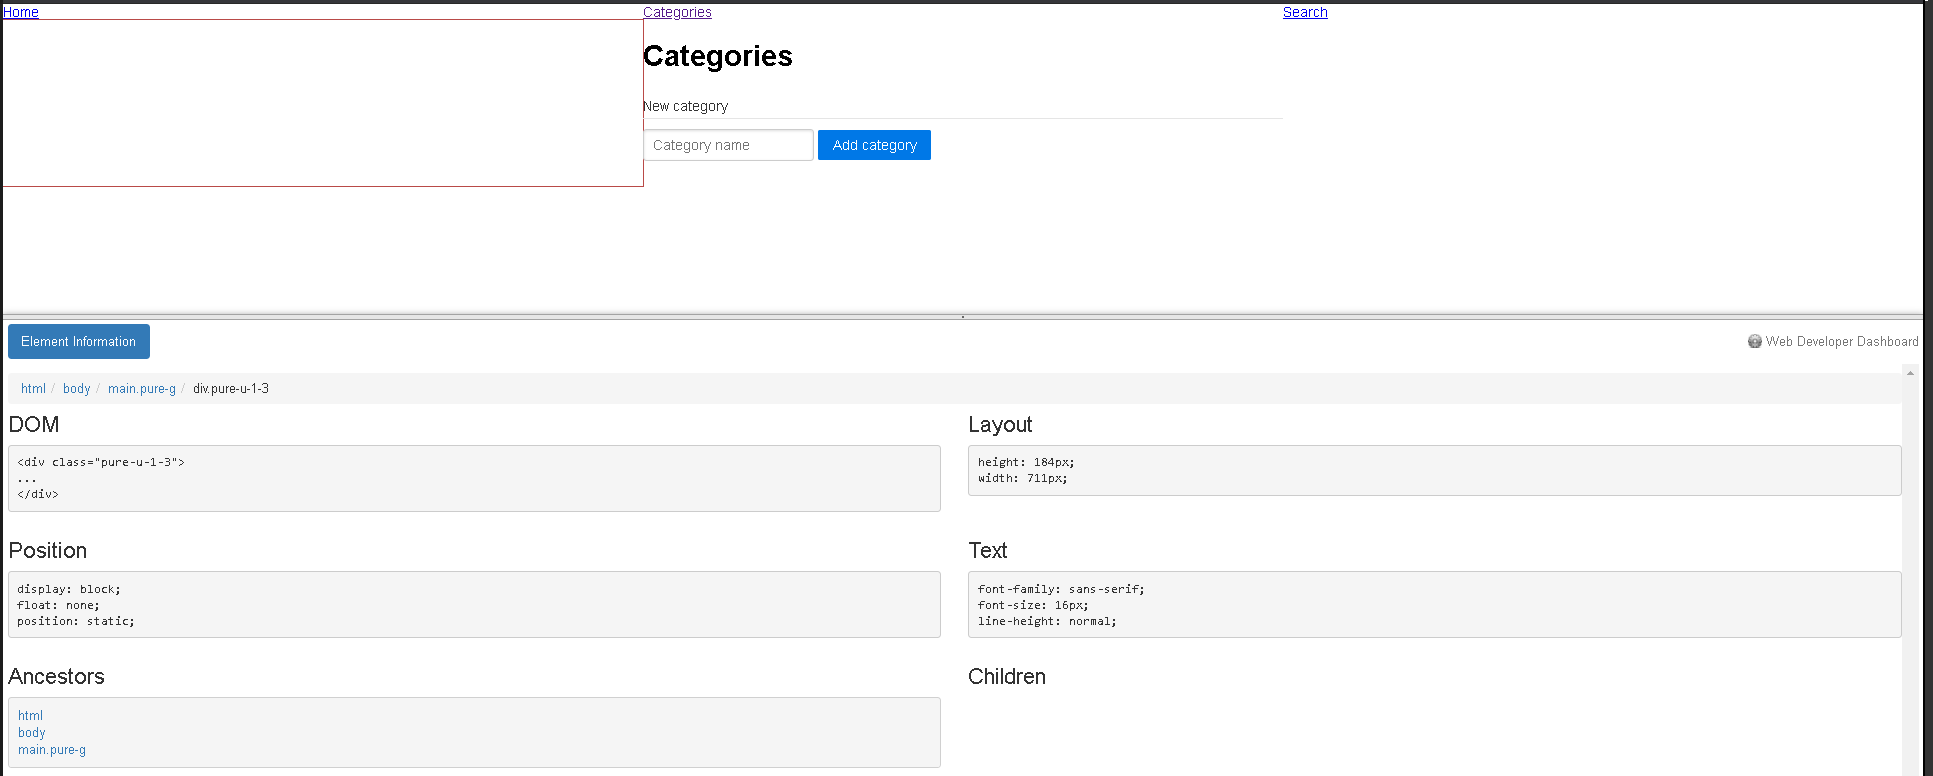 Home Categories Search
Categories
New category
Category name Add category
Element Information Web Developer Dashboard
html / body / main.pure-g / div.pure-u-1-3
DOM
<div class="pure-u-1-3">
...
</div>
Layout
height: 184px;
width: 711px;
Position
display: block;
float: none;
position: static;
Text
font-family: sans-serif;
font-size: 16px;
line-height: normal;
Ancestors
html
body
main.pure-g
Children